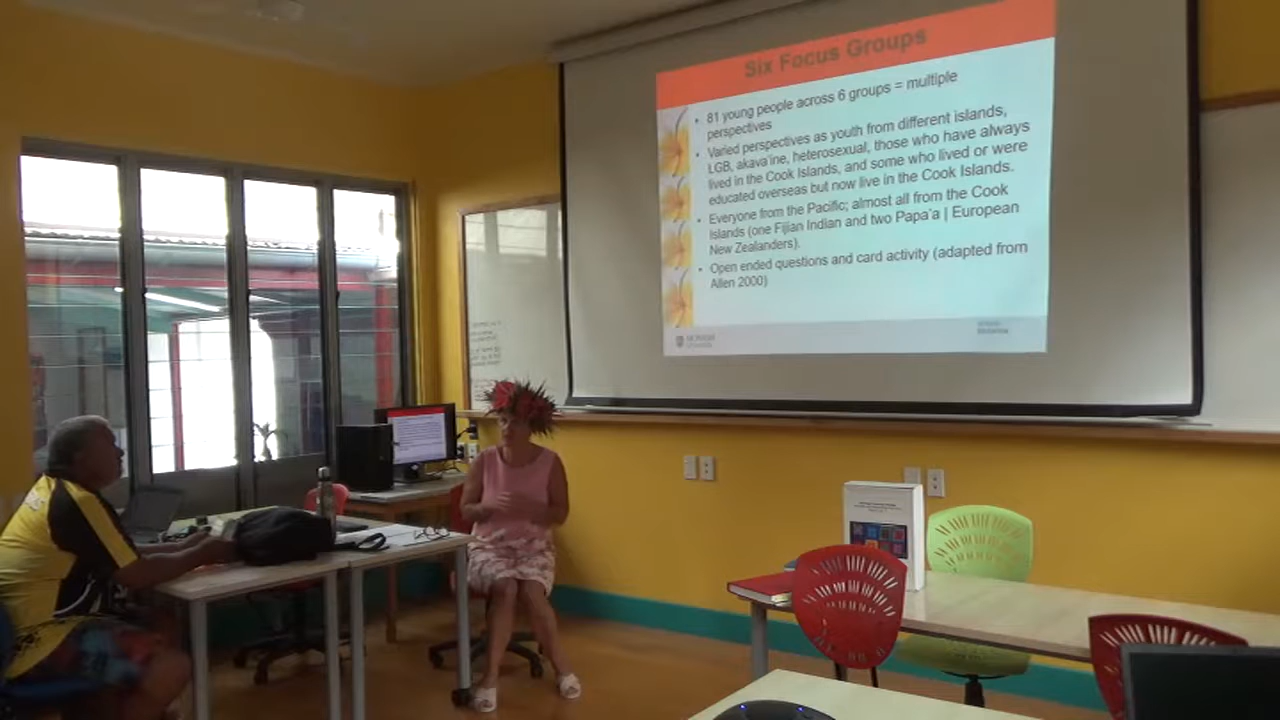 Six Focus Groups
• 81 young people across 6 groups = multiple
perspectives
• Varied perspectives as youth from different islands,
LGB, akava'ine, heterosexual, those who have always
lived in the Cook Islands, and some who lived or were
educated overseas but now live in the Cook Islands.
• Everyone from the Pacific; almost all from the Cook
Islands (one Fijian Indian and two Papa'a | European
New Zealanders).
• Open ended questions and card activity (adapted from
Allen 2000)